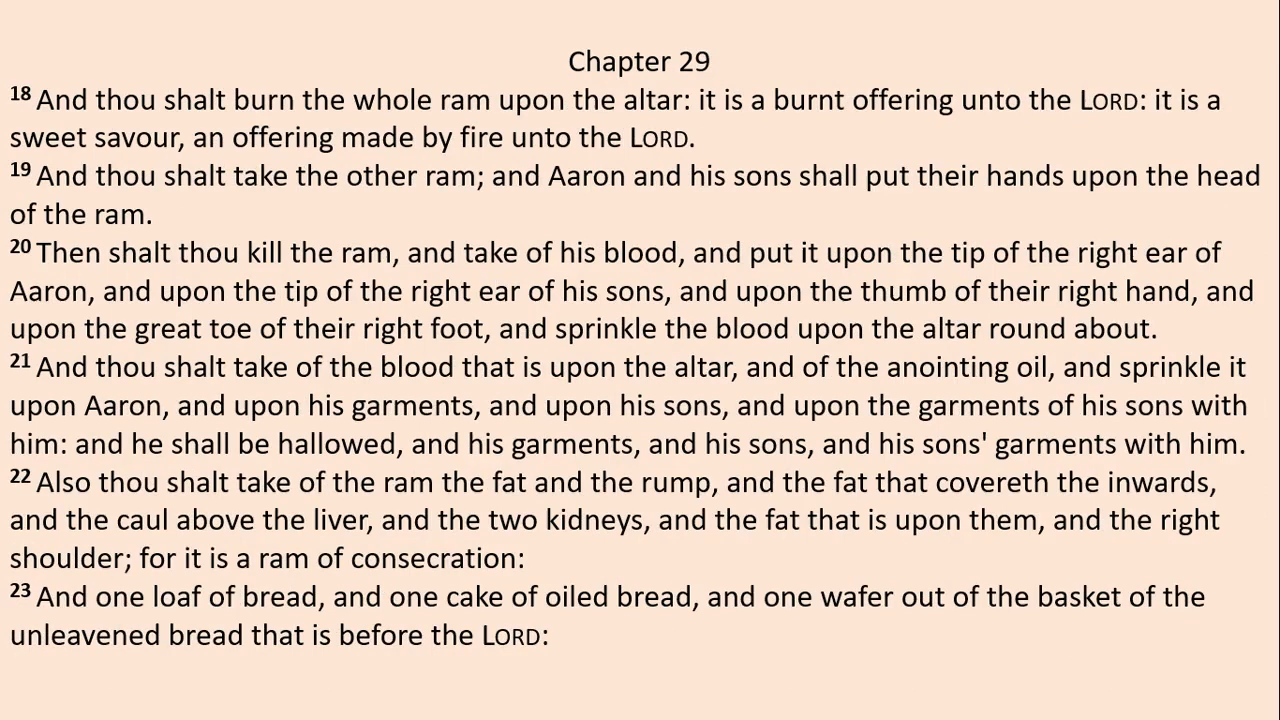 Chapter 29
18 And thou shalt burn the whole ram upon the altar: it is a burnt offering unto the LORD: it is a
sweet savour, an offering made by fire unto the LORD.
19 And thou shalt take the other ram; and Aaron and his sons shall put their hands upon the head
of the ram.
20 Then shalt thou kill the ram, and take of his blood, and put it upon the tip of the right ear of
Aaron, and upon the tip of the right ear of his sons, and upon the thumb of their right hand, and
upon the great toe of their right foot, and sprinkle the blood upon the altar round about.
21 And thou shalt take of the blood that is upon the altar, and of the anointing oil, and sprinkle it
upon Aaron, and upon his garments, and upon his sons, and upon the garments of his sons with
him: and he shall be hallowed, and his garments, and his sons, and his sons' garments with him.
22 Also thou shalt take of the ram the fat and the rump, and the fat that covereth the inwards,
and the caul above the liver, and the two kidneys, and the fat that is upon them, and the right
shoulder; for it is a ram of consecration:
23 And one loaf of bread, and one cake of oiled bread, and one wafer out of the basket of the
unleavened bread that is before the LORD: